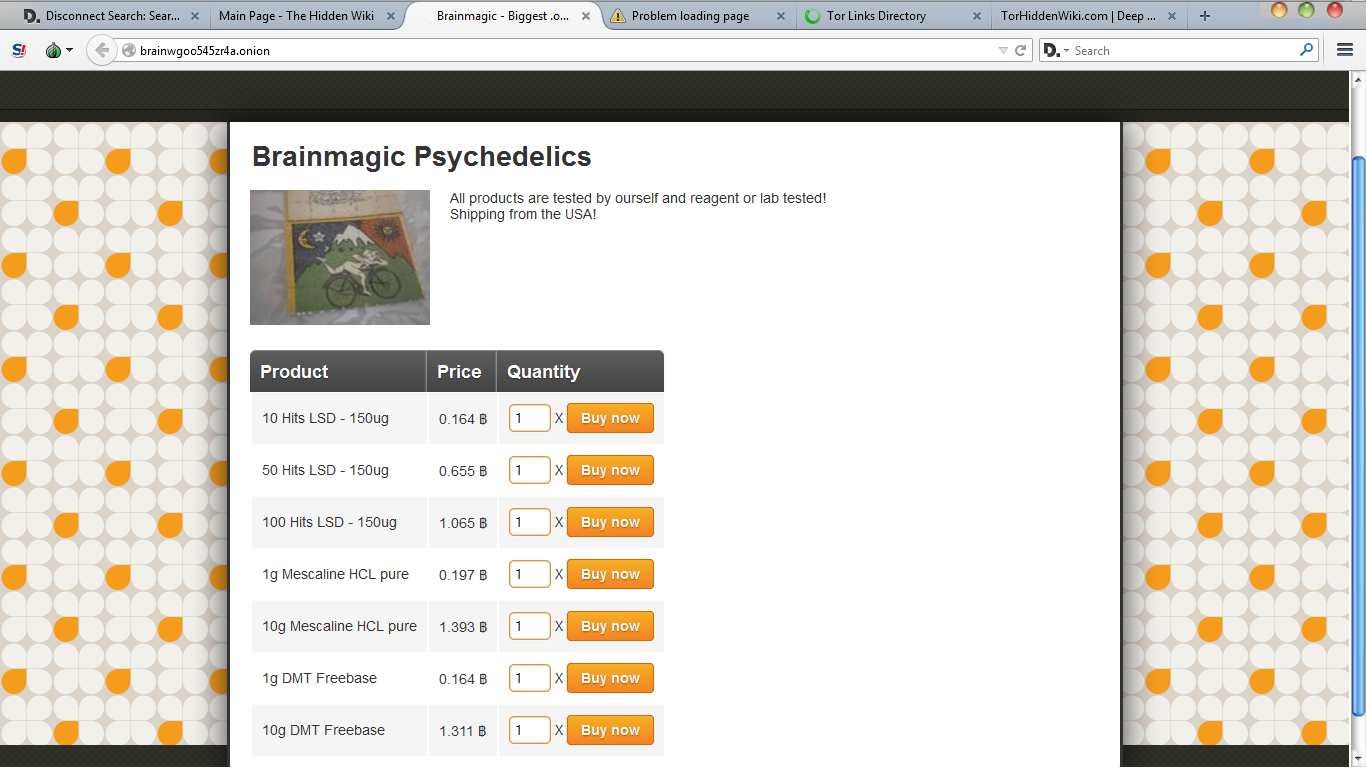 Disconnect Search: Sear...
Main Page - The Hidden Wiki
Brainmagic - Biggest .o...
Problem loading page
Tor Links Directory
TorHiddenWiki.com | Deep ...
S!
brainwgoo545zr4a.onion
D.
Search
Brainmagic Psychedelics
All products are tested by ourself and reagent or lab tested!
Shipping from the USA!
Product Price Quantity
10 Hits LSD - 150ug 0.164 ฿ 1 X Buy now
50 Hits LSD - 150ug 0.655 ฿ 1 X Buy now
100 Hits LSD - 150ug 1.065 ฿ 1 X Buy now
1g Mescaline HCL pure 0.197 ฿ 1 X Buy now
10g Mescaline HCL pure 1.393 ฿ 1 X Buy now
1g DMT Freebase 0.164 ฿ 1 X Buy now
10g DMT Freebase 1.311 ฿ 1 X Buy now